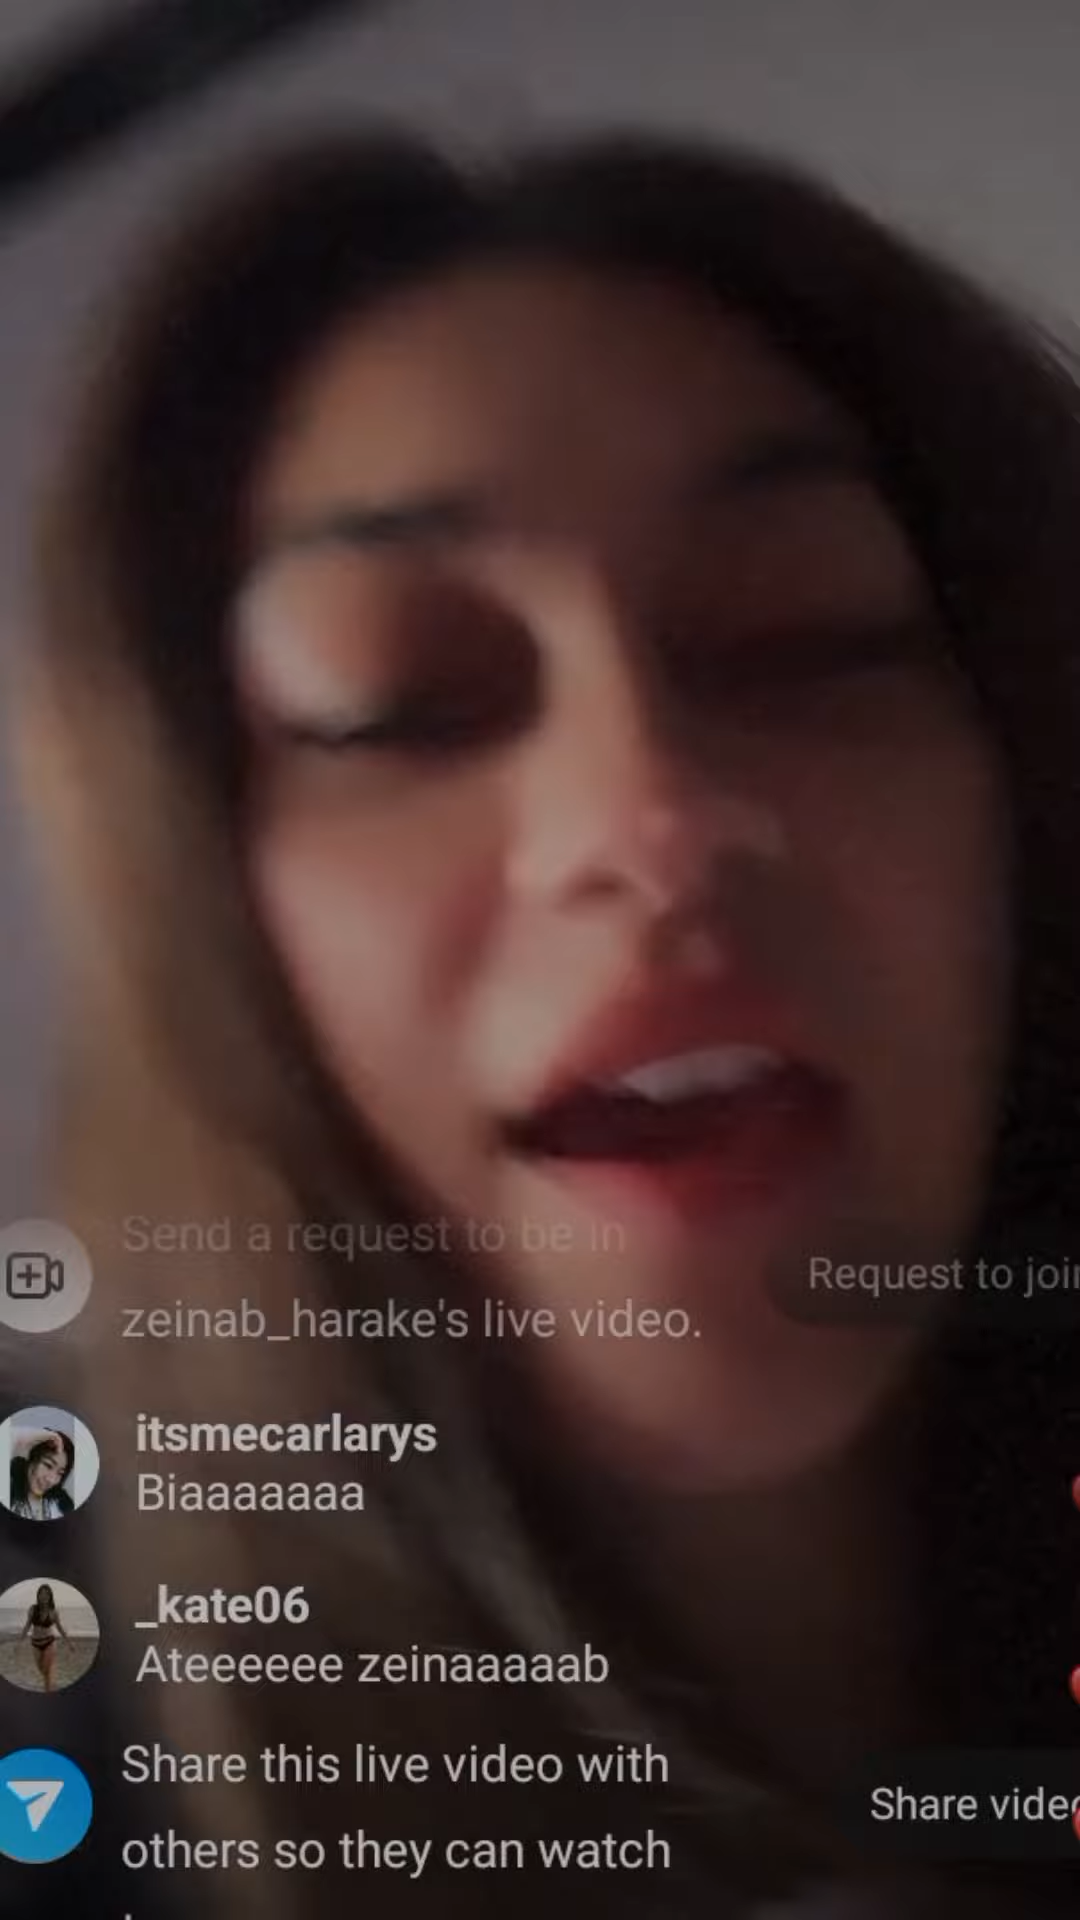 Send a request to be in
zeinab_harake's live video.
Request to joi
itsmecarlarys
Biaaaaaaa
_kate06
Ateeeeee zeinaaaaab
Share this live video with
others so they can watch
Share video